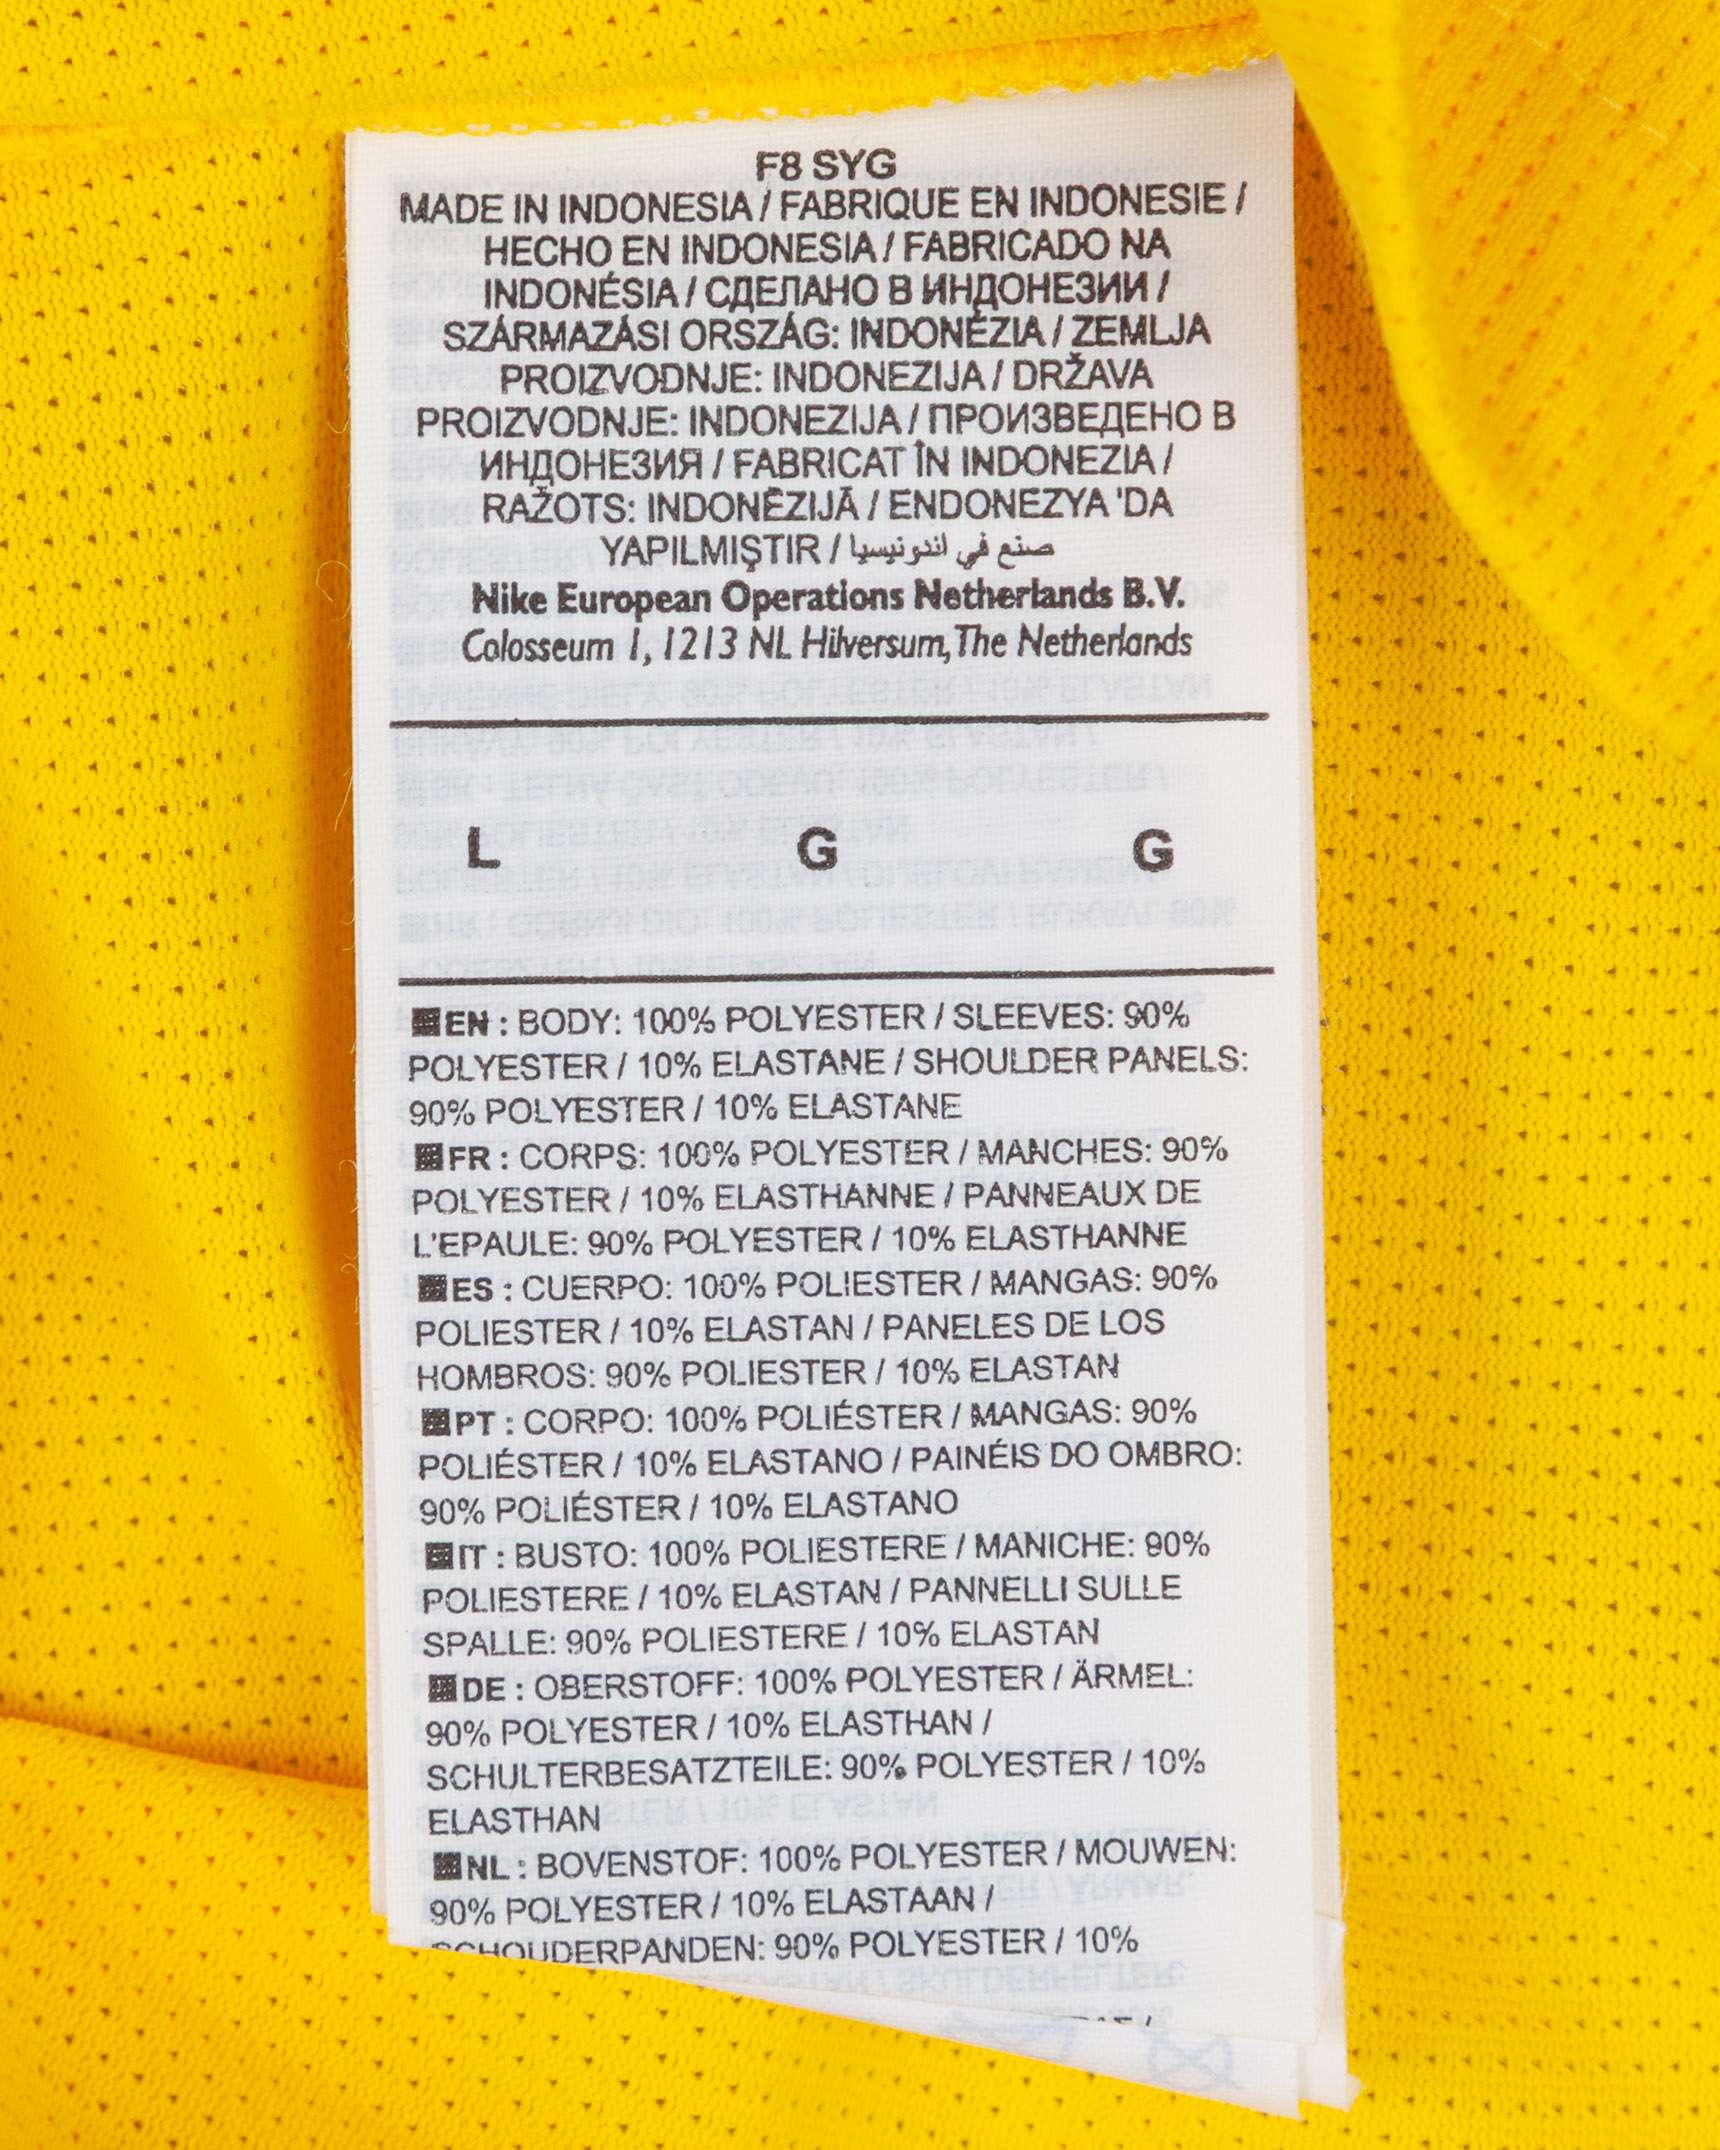 F8 SYG
MADE IN INDONESIA / FABRIQUE EN INDONESIE /
HECHO EN INDONESIA / FABRICADO NA
INDONÉSIA / СДЕЛАНО В ИНДОНЕЗИИ /
SZÁRMAZÁSI ORSZÁG: INDONÉZIA / ZEMLJA
PROIZVODNJE: INDONEZIJA / DRŽAVA
PROIZVODNJE: INDONEZIJA / ПРОИЗВЕДЕНО В
ИНДОНЕЗИЯ / FABRICAT ÎN INDONEZIA /
RAŽOTS: INDONĒZIJĀ / ENDONEZYA 'DA
YAPILMIŞTIR / صنع في اندونيسيا
Nike European Operations Netherlands B.V.
Colosseum 1, 1213 NL Hilversum, The Netherlands
L G G
EN : BODY: 100% POLYESTER / SLEEVES: 90%
POLYESTER / 10% ELASTANE / SHOULDER PANELS:
90% POLYESTER / 10% ELASTANE
FR : CORPS: 100% POLYESTER / MANCHES: 90%
POLYESTER / 10% ELASTHANNE / PANNEAUX DE
L'EPAULE: 90% POLYESTER / 10% ELASTHANNE
ES : CUERPO: 100% POLIESTER / MANGAS: 90%
POLIESTER / 10% ELASTAN / PANELES DE LOS
HOMBROS: 90% POLIESTER / 10% ELASTAN
PT : CORPO: 100% POLIÉSTER / MANGAS: 90%
POLIÉSTER / 10% ELASTANO / PAINÉIS DO OMBRO:
90% POLIÉSTER / 10% ELASTANO
IT : BUSTO: 100% POLIESTERE / MANICHE: 90%
POLIESTERE / 10% ELASTAN / PANNELLI SULLE
SPALLE: 90% POLIESTERE / 10% ELASTAN
DE : OBERSTOFF: 100% POLYESTER / ÄRMEL:
90% POLYESTER / 10% ELASTHAN /
SCHULTERBESATZTEILE: 90% POLYESTER / 10%
ELASTHAN
NL : BOVENSTOF: 100% POLYESTER / MOUWEN:
90% POLYESTER / 10% ELASTAAN /
SCHOUDERPANDEN: 90% POLYESTER / 10%